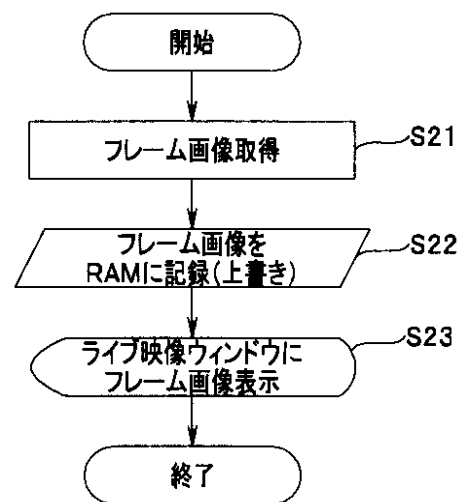 開始
フレーム画像取得
S21
フレーム画像を
RAMに記録(上書き)
S22
ライブ映像ウィンドウに
フレーム画像表示
S23
終了